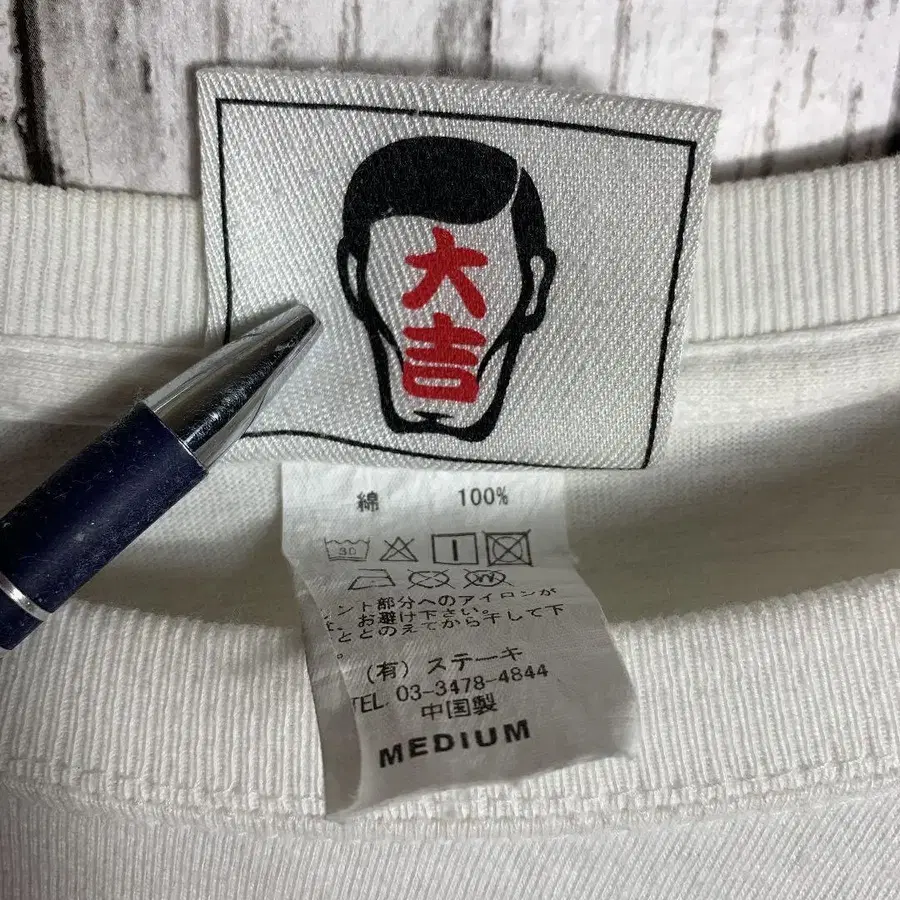 大吉
綿 100%
30
ント部分へのアイロンが
お避け下さい。
ととのえてから干して下
。
(有) ステーキ
TEL. 03-3478-4844
中国製
MEDIUM